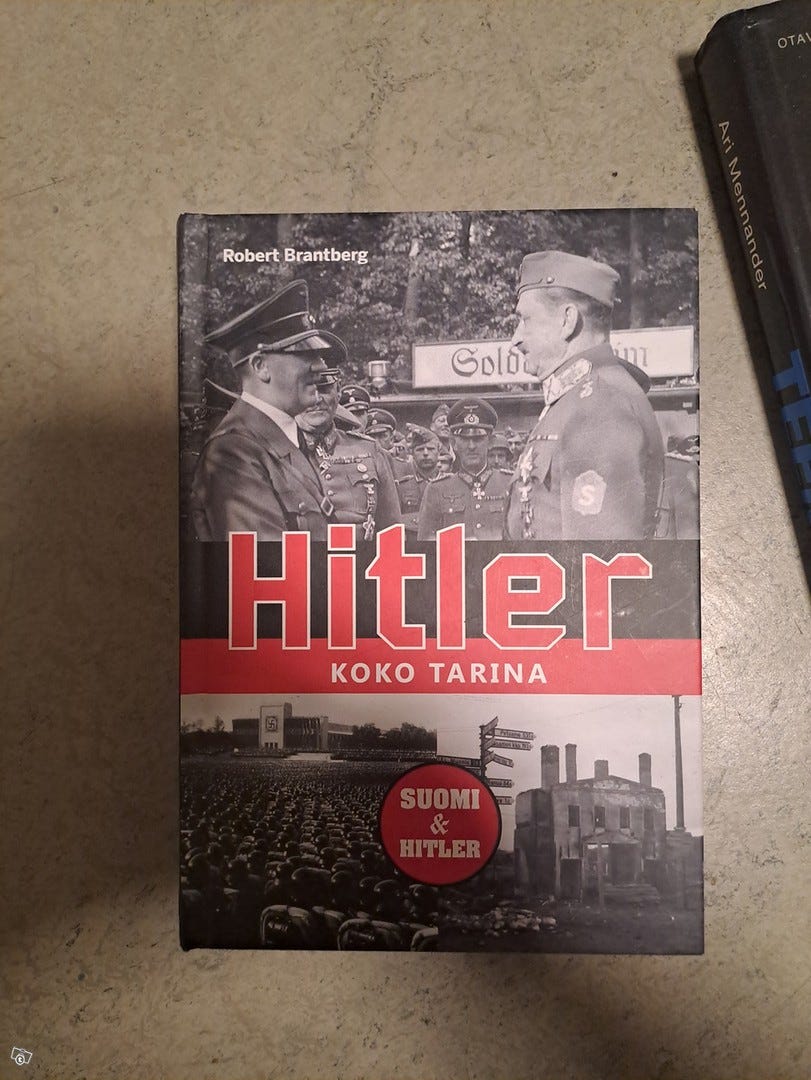 Robert Brantberg
Hitler
KOKO TARINA
SUOMI
&
HITLER
Ari Mennander